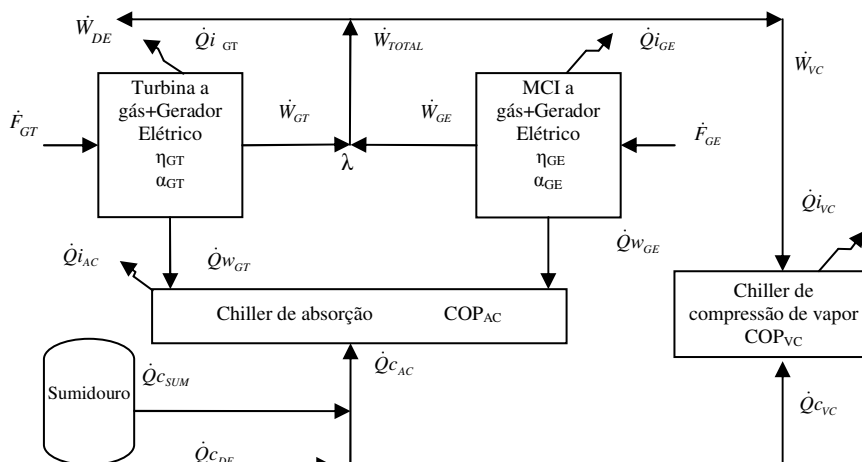 Ẇ_DE
Q̇i_GT
Ẇ_TOTAL
Q̇i_GE
Ẇ_VC
Turbina a
gás+Gerador
Elétrico
η_GT
α_GT
MCI a
gás+Gerador
Elétrico
η_GE
α_GE
Ḟ_GT
Ẇ_GT
Ẇ_GE
λ
Ḟ_GE
Q̇i_VC
Q̇i_AC
Q̇w_GT
Q̇w_GE
Chiller de absorção COP_AC
Chiller de
compressão de vapor
COP_VC
Sumidouro
Q̇c_SUM
Q̇c_AC
Q̇c_VC
Q̇c_DE